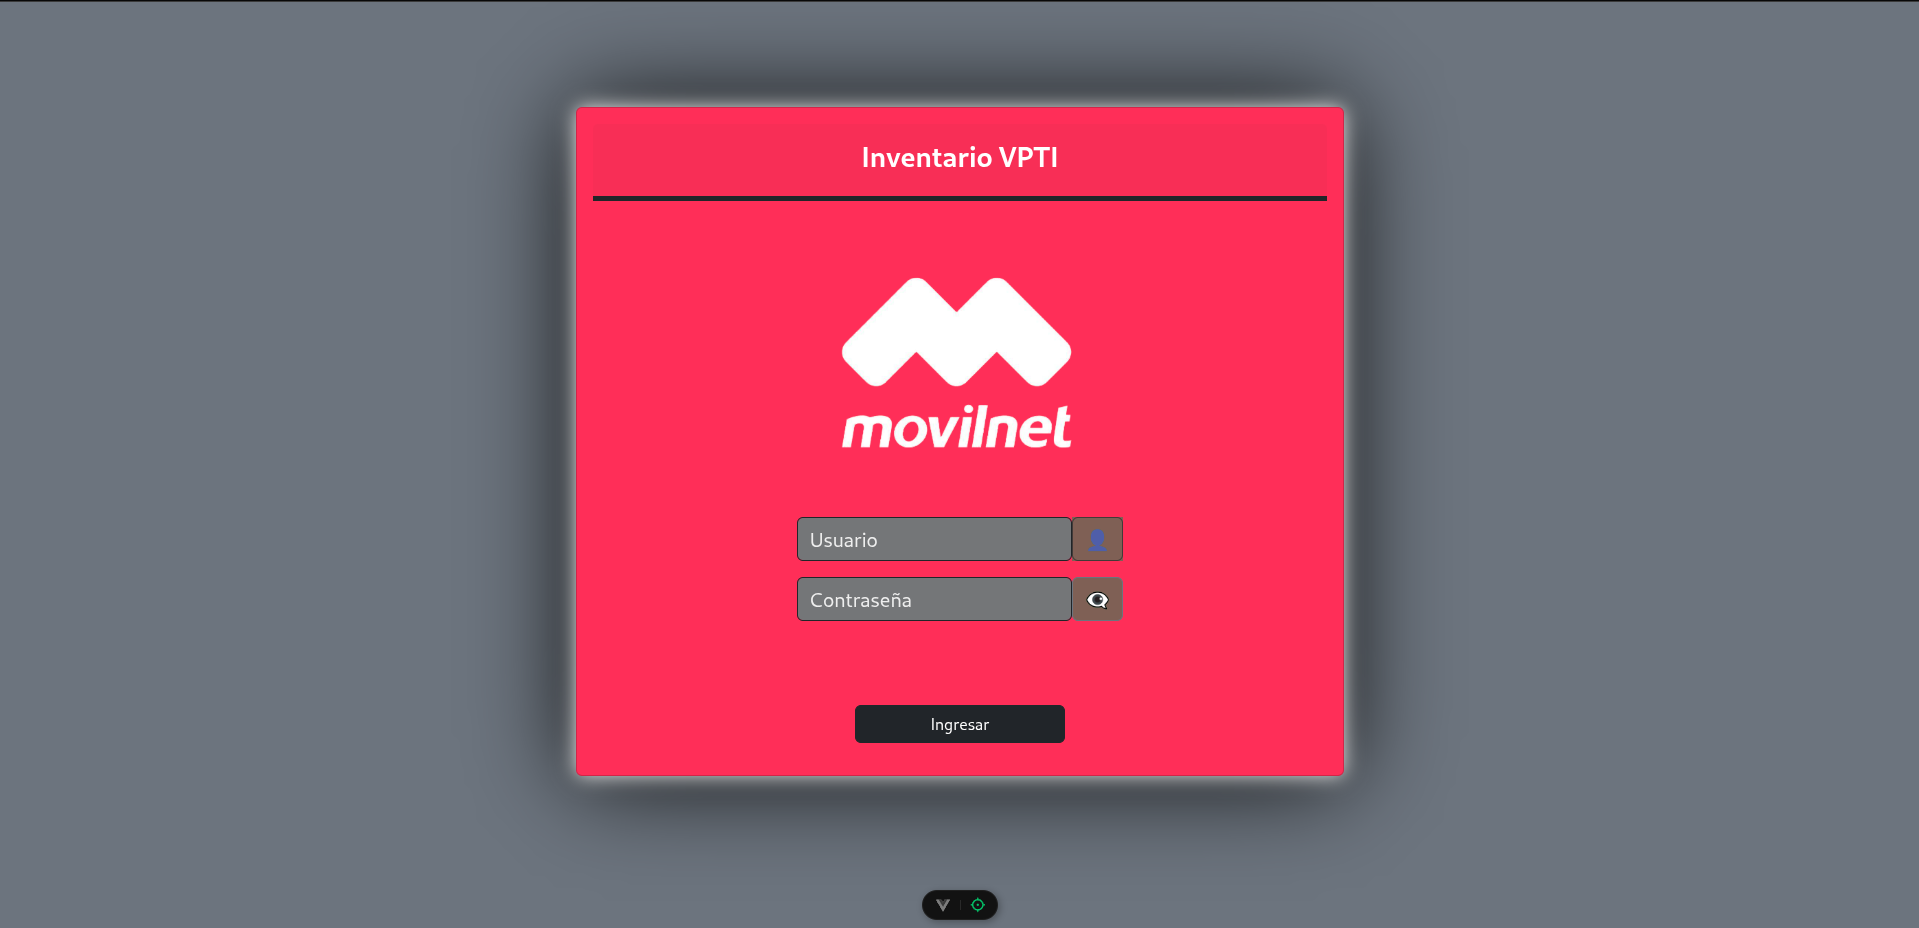 Inventario VPTI
movilnet
Usuario
Contraseña
Ingresar